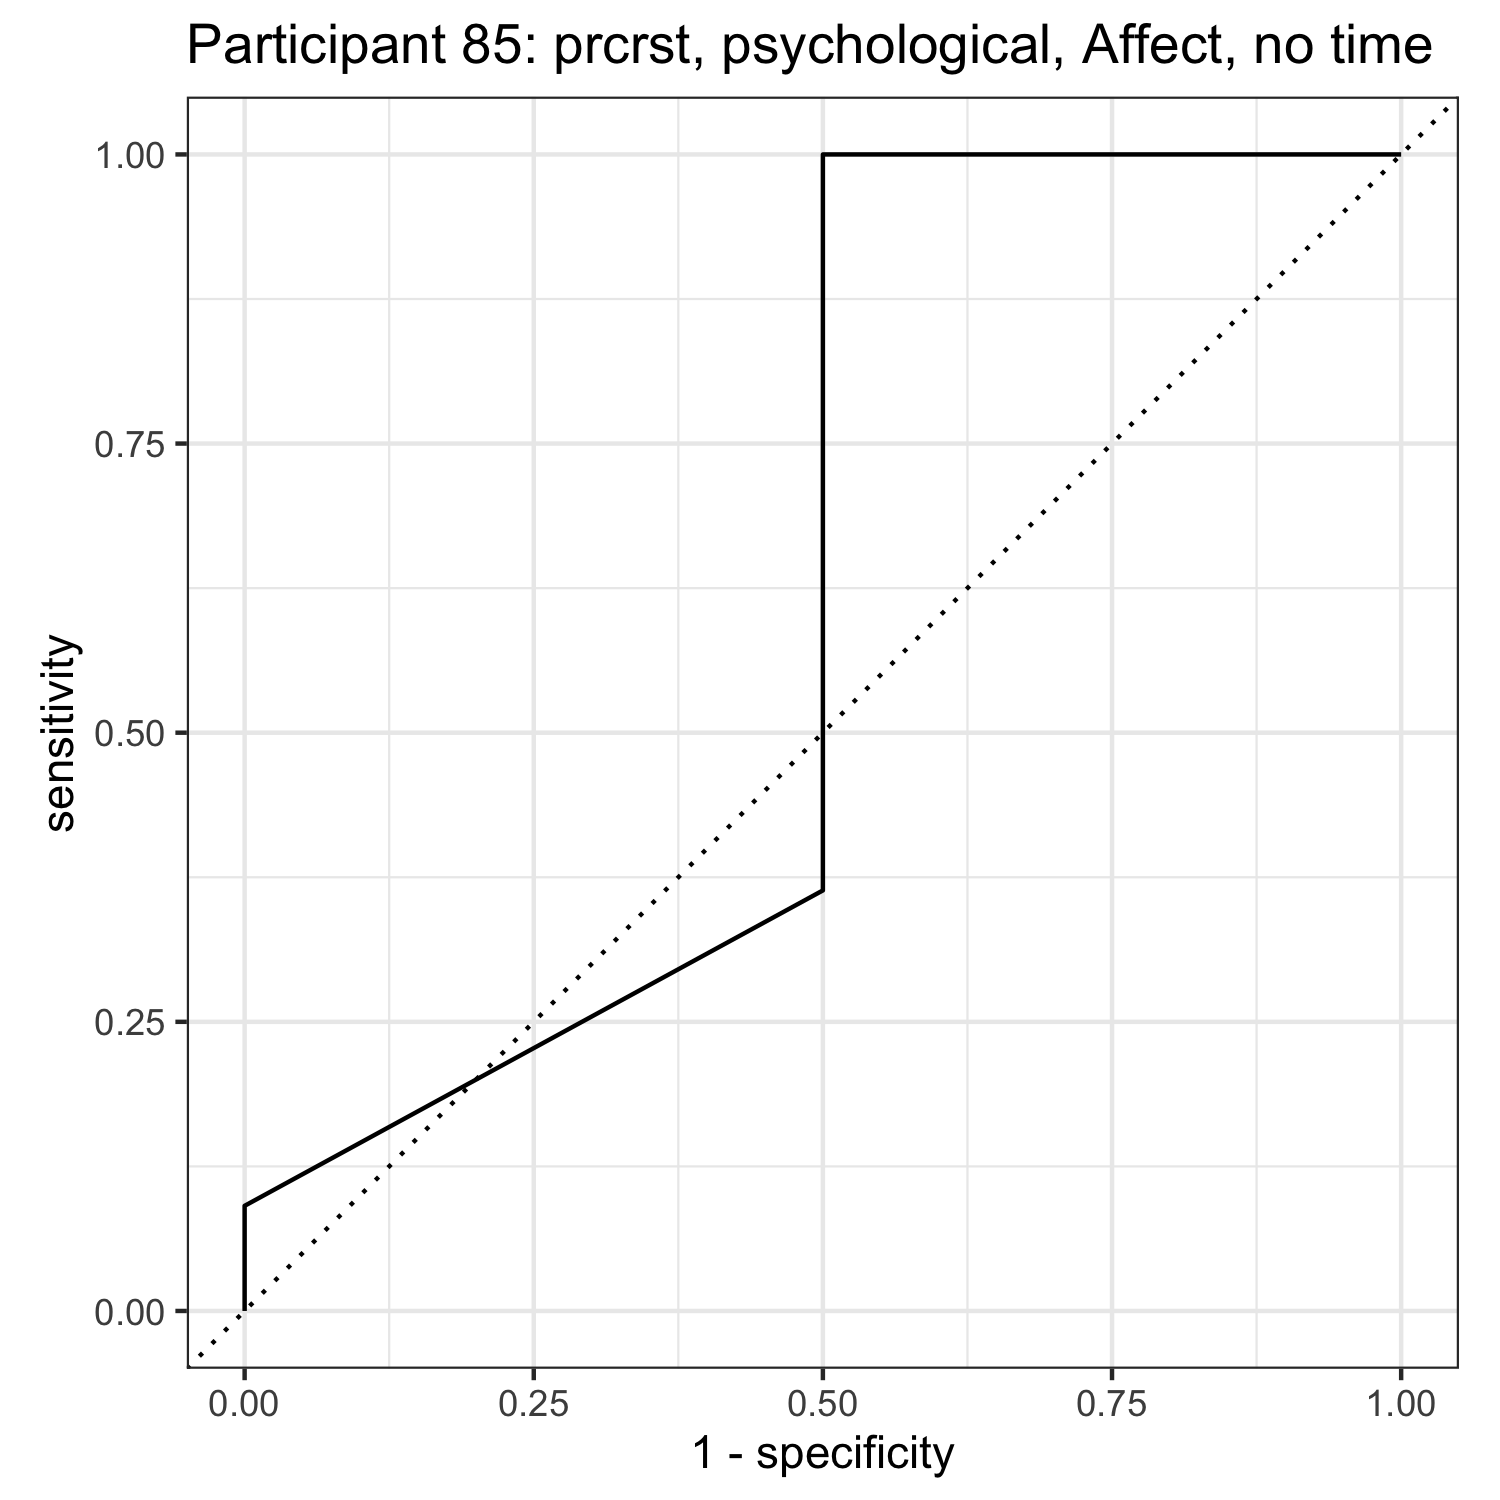 Participant 85: prcrst, psychological, Affect, no time
1.00
0.75
0.50
0.25
0.00
sensitivity
0.00 0.25 0.50 0.75 1.00
1 - specificity